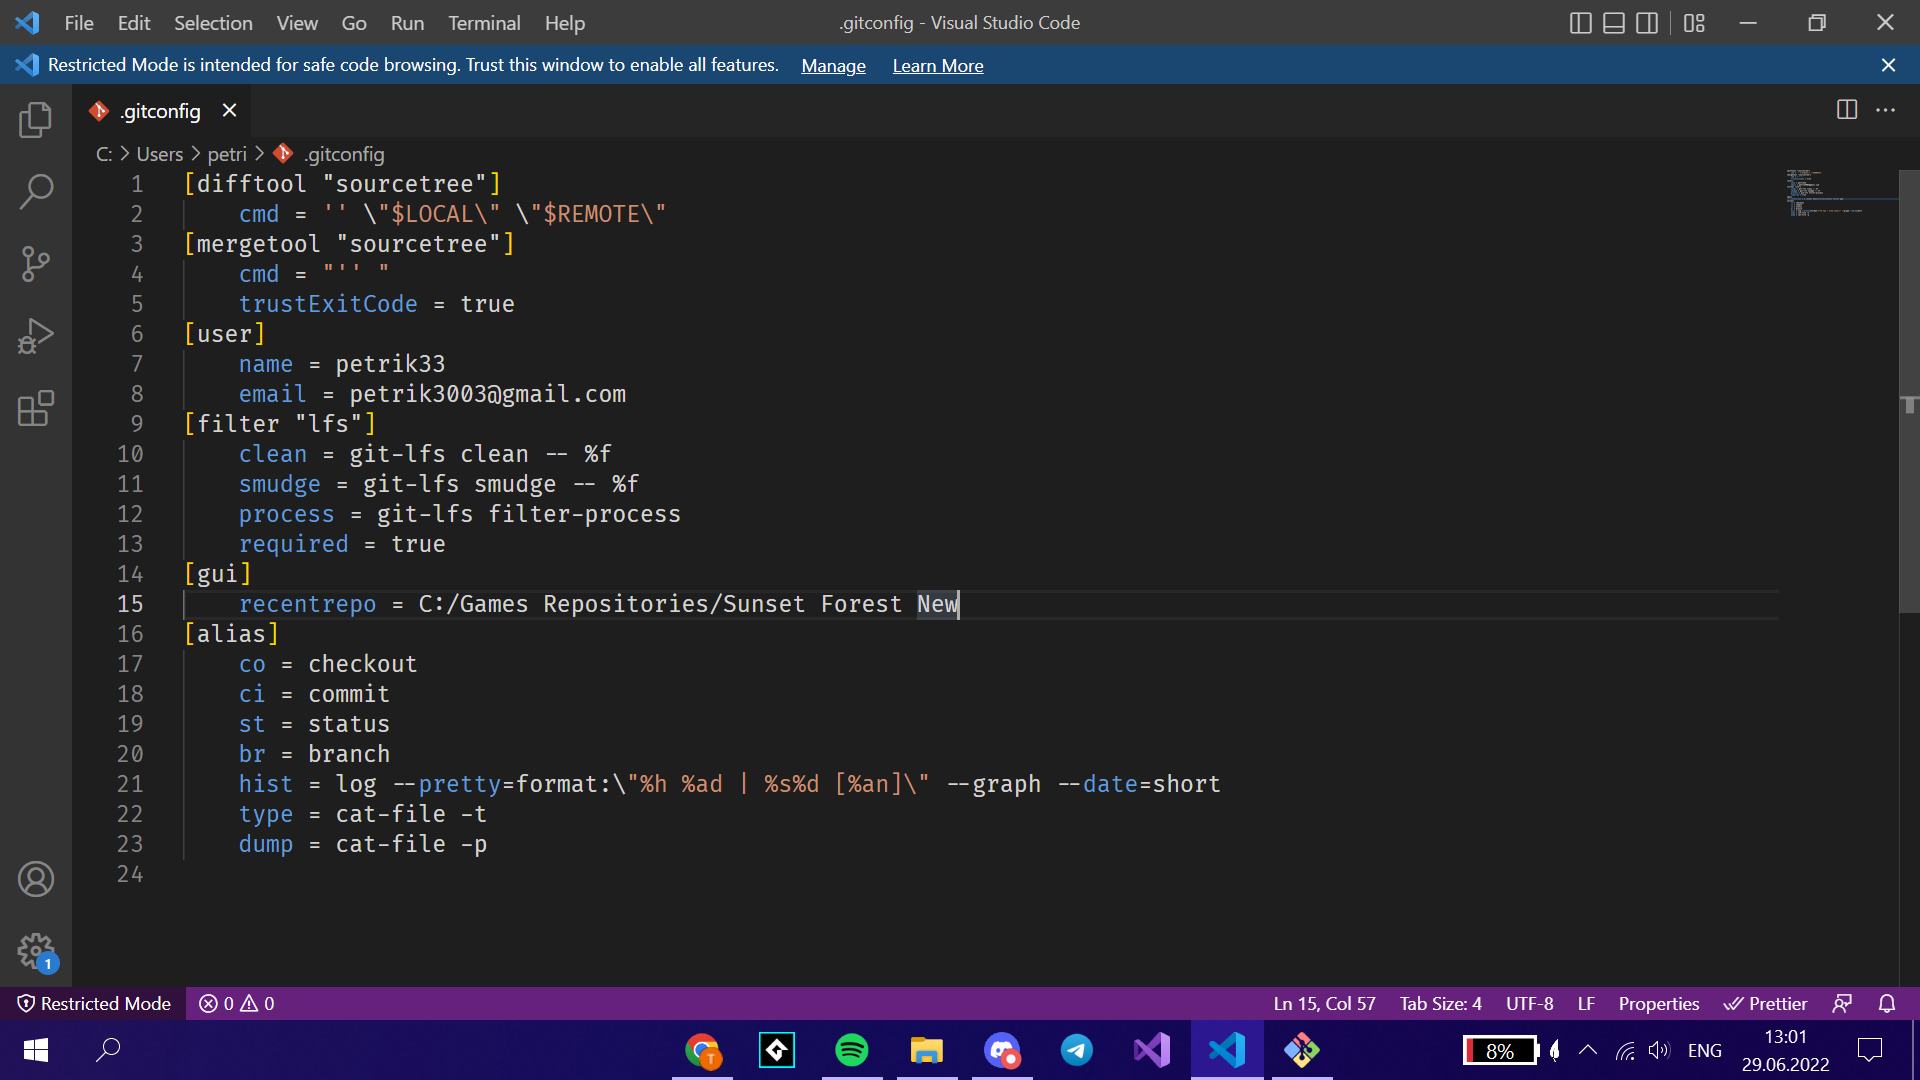 File Edit Selection View Go Run Terminal Help .gitconfig - Visual Studio Code
Restricted Mode is intended for safe code browsing. Trust this window to enable all features. Manage Learn More
.gitconfig
C: > Users > petri > .gitconfig
1 [difftool "sourcetree"]
2 cmd = '' \"$LOCAL\" \"$REMOTE\"
3 [mergetool "sourcetree"]
4 cmd = "'' "
5 trustExitCode = true
6 [user]
7 name = petrik33
8 email = petrik3003@gmail.com
9 [filter "lfs"]
10 clean = git-lfs clean -- %f
11 smudge = git-lfs smudge -- %f
12 process = git-lfs filter-process
13 required = true
14 [gui]
15 recentrepo = C:/Games Repositories/Sunset Forest New
16 [alias]
17 co = checkout
18 ci = commit
19 st = status
20 br = branch
21 hist = log --pretty=format:\"%h %ad | %s%d [%an]\" --graph --date=short
22 type = cat-file -t
23 dump = cat-file -p
24
1
Restricted Mode 0 0 Ln 15, Col 57 Tab Size: 4 UTF-8 LF Properties Prettier
T 8% ENG 13:01
29.06.2022